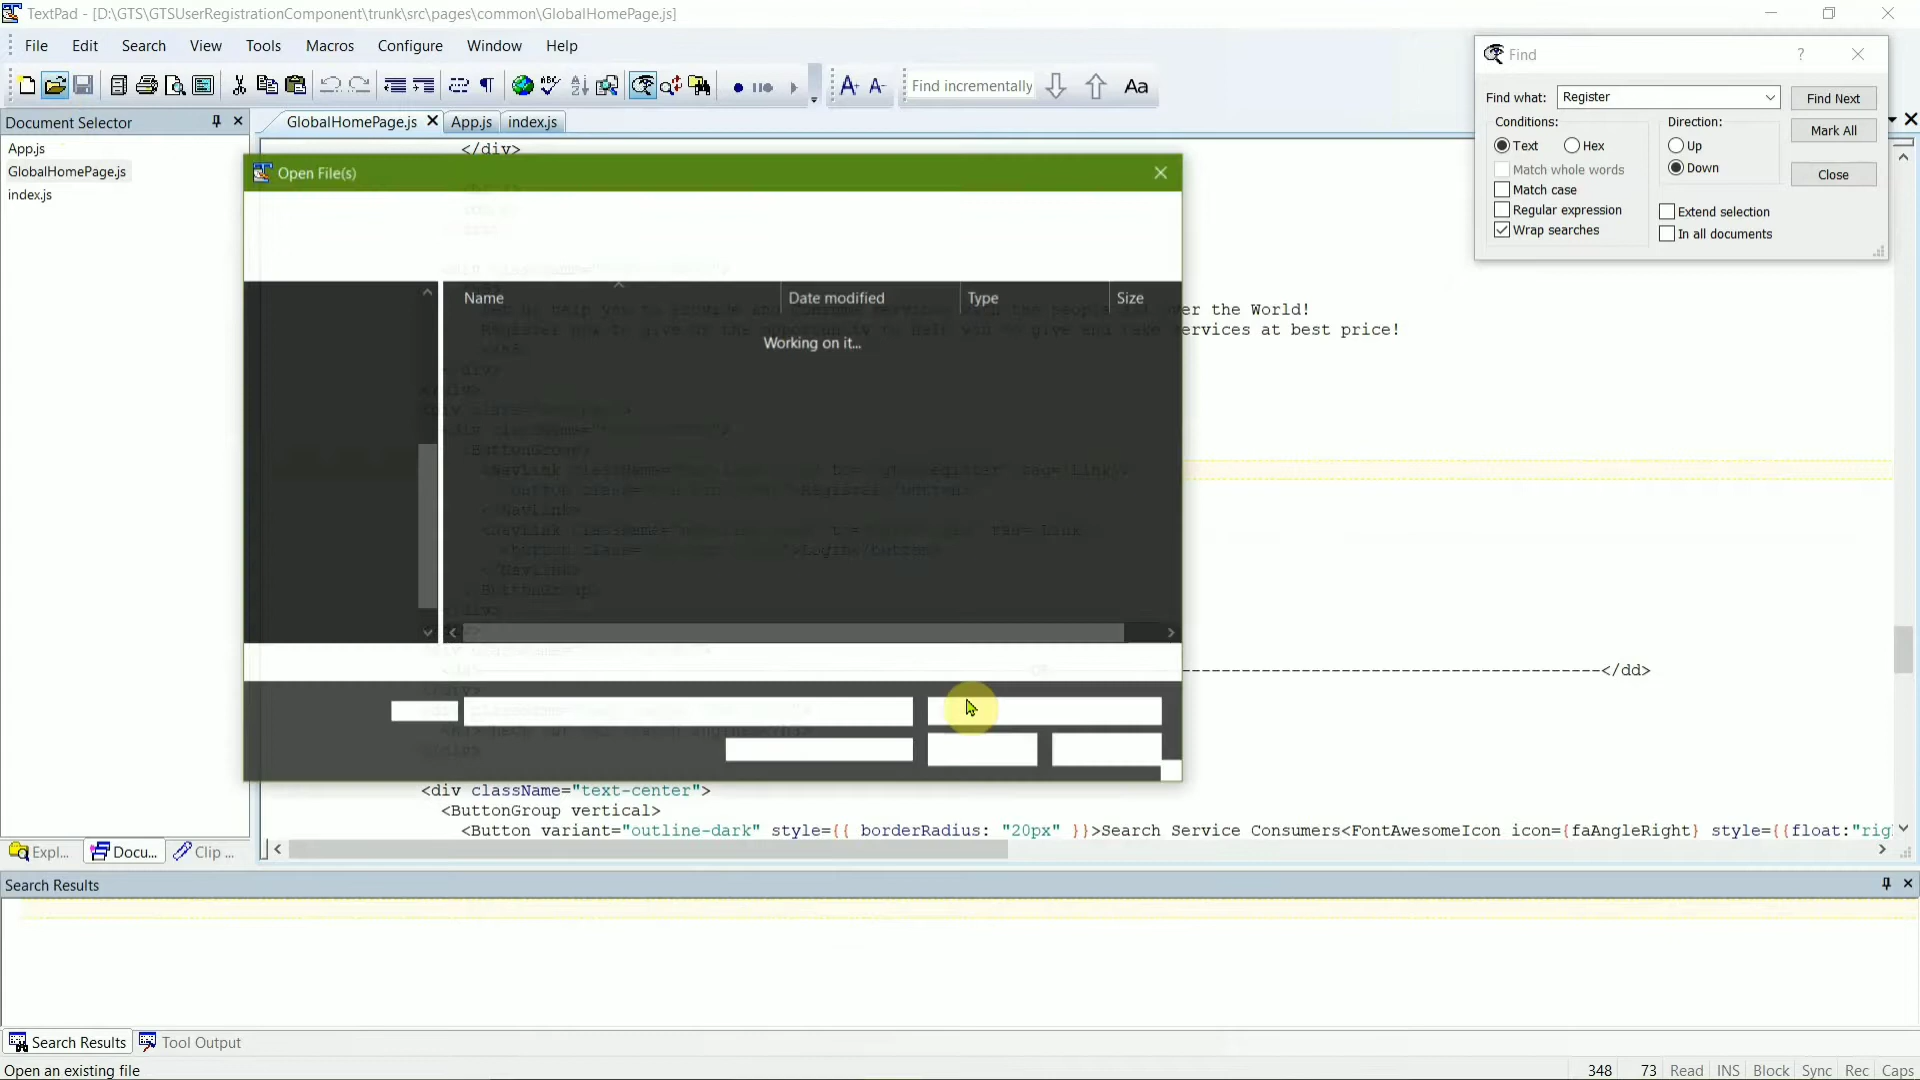 TextPad - [D:\GTS\GTSUserRegistrationComponent\trunk\src\pages\common\GlobalHomePage.js]
File Edit Search View Tools Macros Configure Window Help
Find incrementally Aa
Find
Find what: Register Find Next
Conditions: Direction:
Text Hex Up Mark All
Match whole words Down
Match case Close
Regular expression Extend selection
Wrap searches In all documents
Document Selector
GlobalHomePage.js App.js index.js
App.js
GlobalHomePage.js
index.js
</div>
Open File(s)
Name Date modified Type Size
Working on it...
er the World!
ervices at best price!
------------------------------------------</dd>
<div className="text-center">
<ButtonGroup vertical>
<Button variant="outline-dark" style={{ borderRadius: "20px" }}>Search Service Consumers<FontAwesomeIcon icon={faAngleRight} style={{float:"rig
Expl... Docu... Clip ...
Search Results
Search Results Tool Output
Open an existing file 348 73 Read INS Block Sync Rec Caps